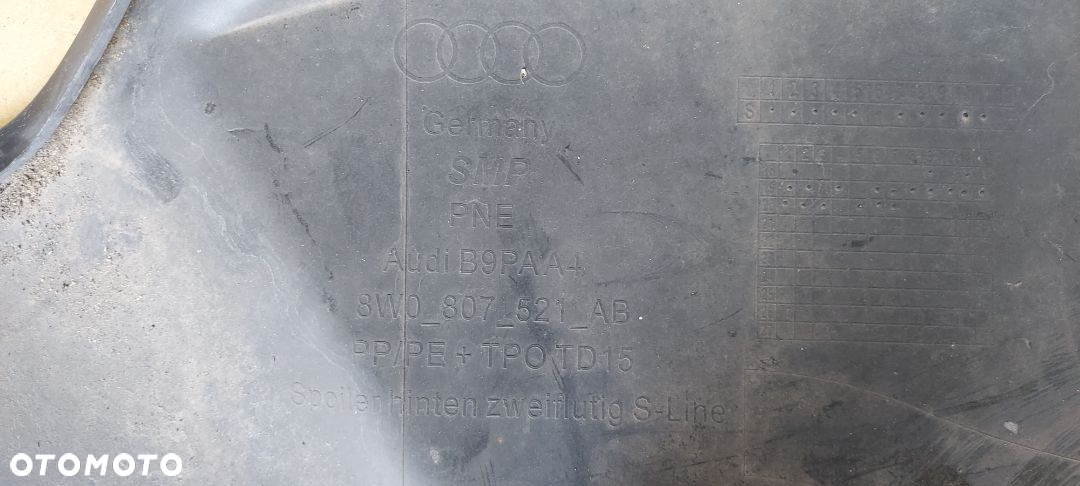 Germany
SMP
PNE
Audi B9PA A4
8W0_807_521_AB
PP/PE + TPO TD15
Spoiler hinten zweiflutig S-Line
S
OTOMOTO